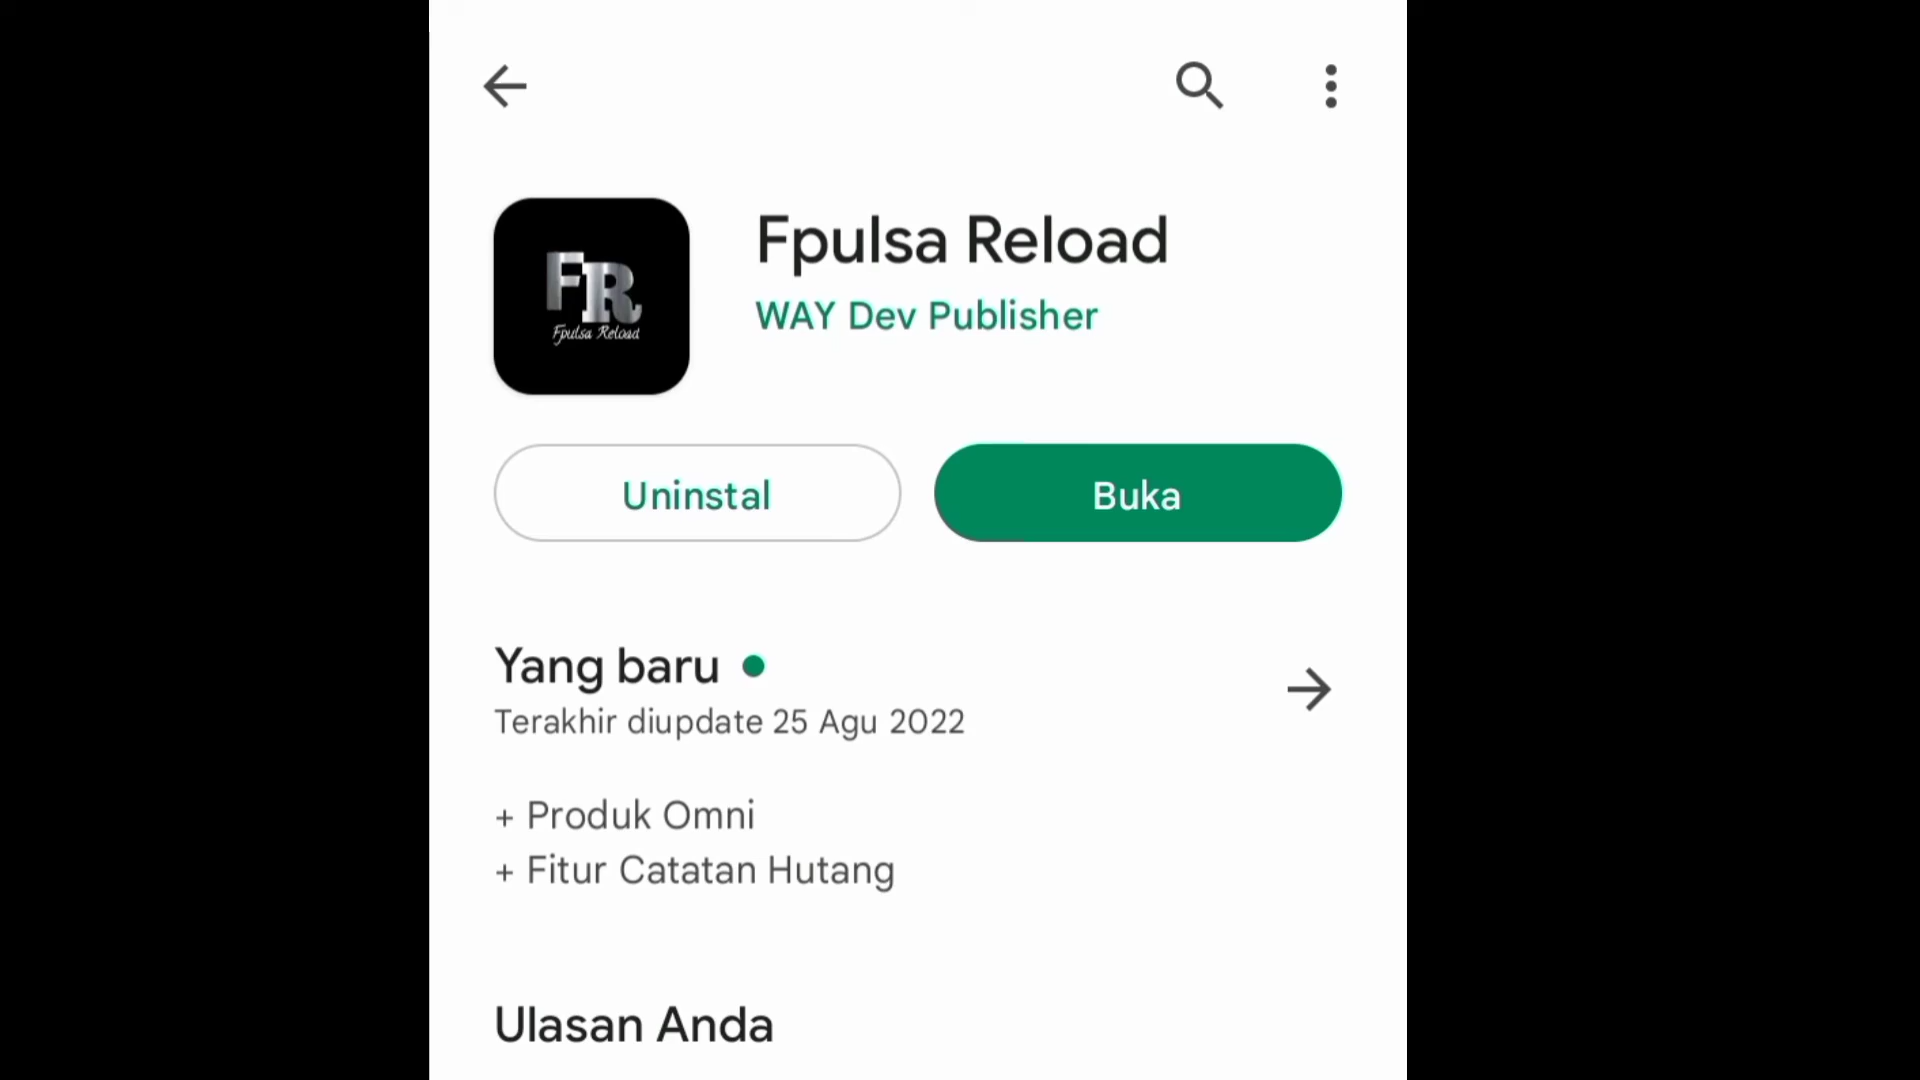 FR
Fpulsa Reload
Fpulsa Reload
WAY Dev Publisher
Uninstal
Buka
Yang baru
Terakhir diupdate 25 Agu 2022
+ Produk Omni
+ Fitur Catatan Hutang
Ulasan Anda